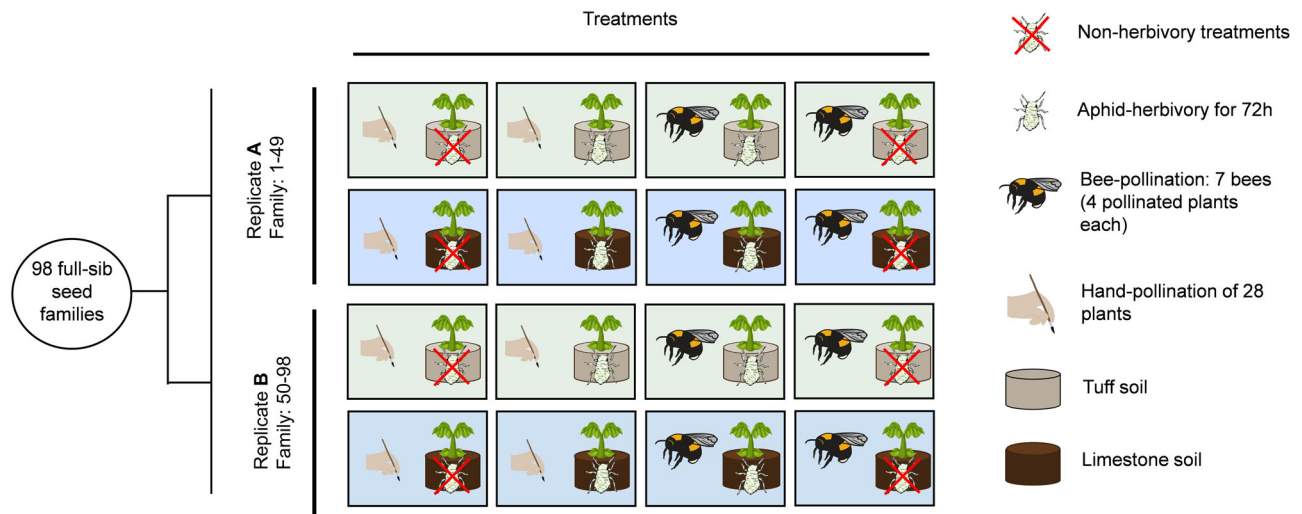 Treatments
98 full-sib
seed
families
Replicate A
Family: 1-49
Replicate B
Family: 50-98
Non-herbivory treatments
Aphid-herbivory for 72h
Bee-pollination: 7 bees
(4 pollinated plants
each)
Hand-pollination of 28
plants
Tuff soil
Limestone soil